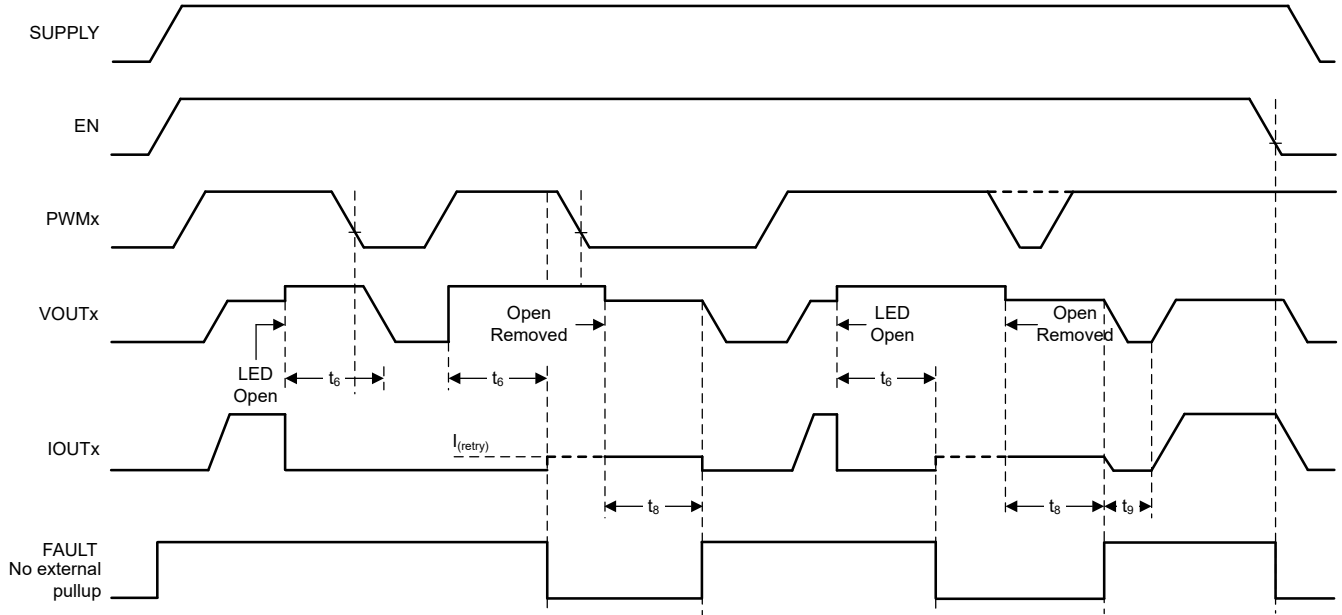 SUPPLY
EN
PWMx
VOUTx
LED
Open
t6
t6
Open
Removed
LED
Open
t6
Open
Removed
IOUTx
I(retry)
t8
t8
t9
FAULT
No external
pullup